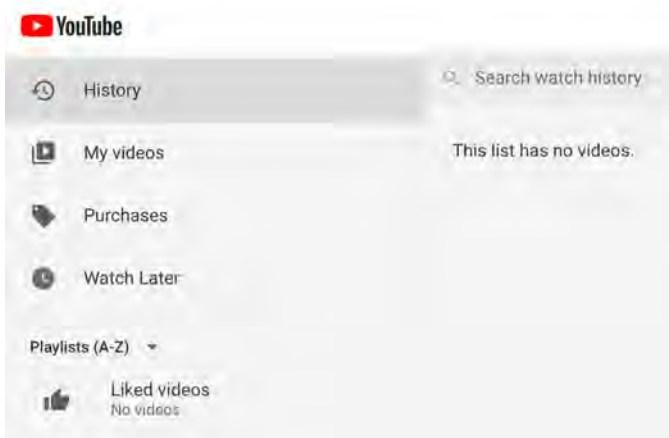 YouTube
History
Search watch history
My videos
This list has no videos.
Purchases
Watch Later
Playlists (A-Z)
Liked videos
No videos